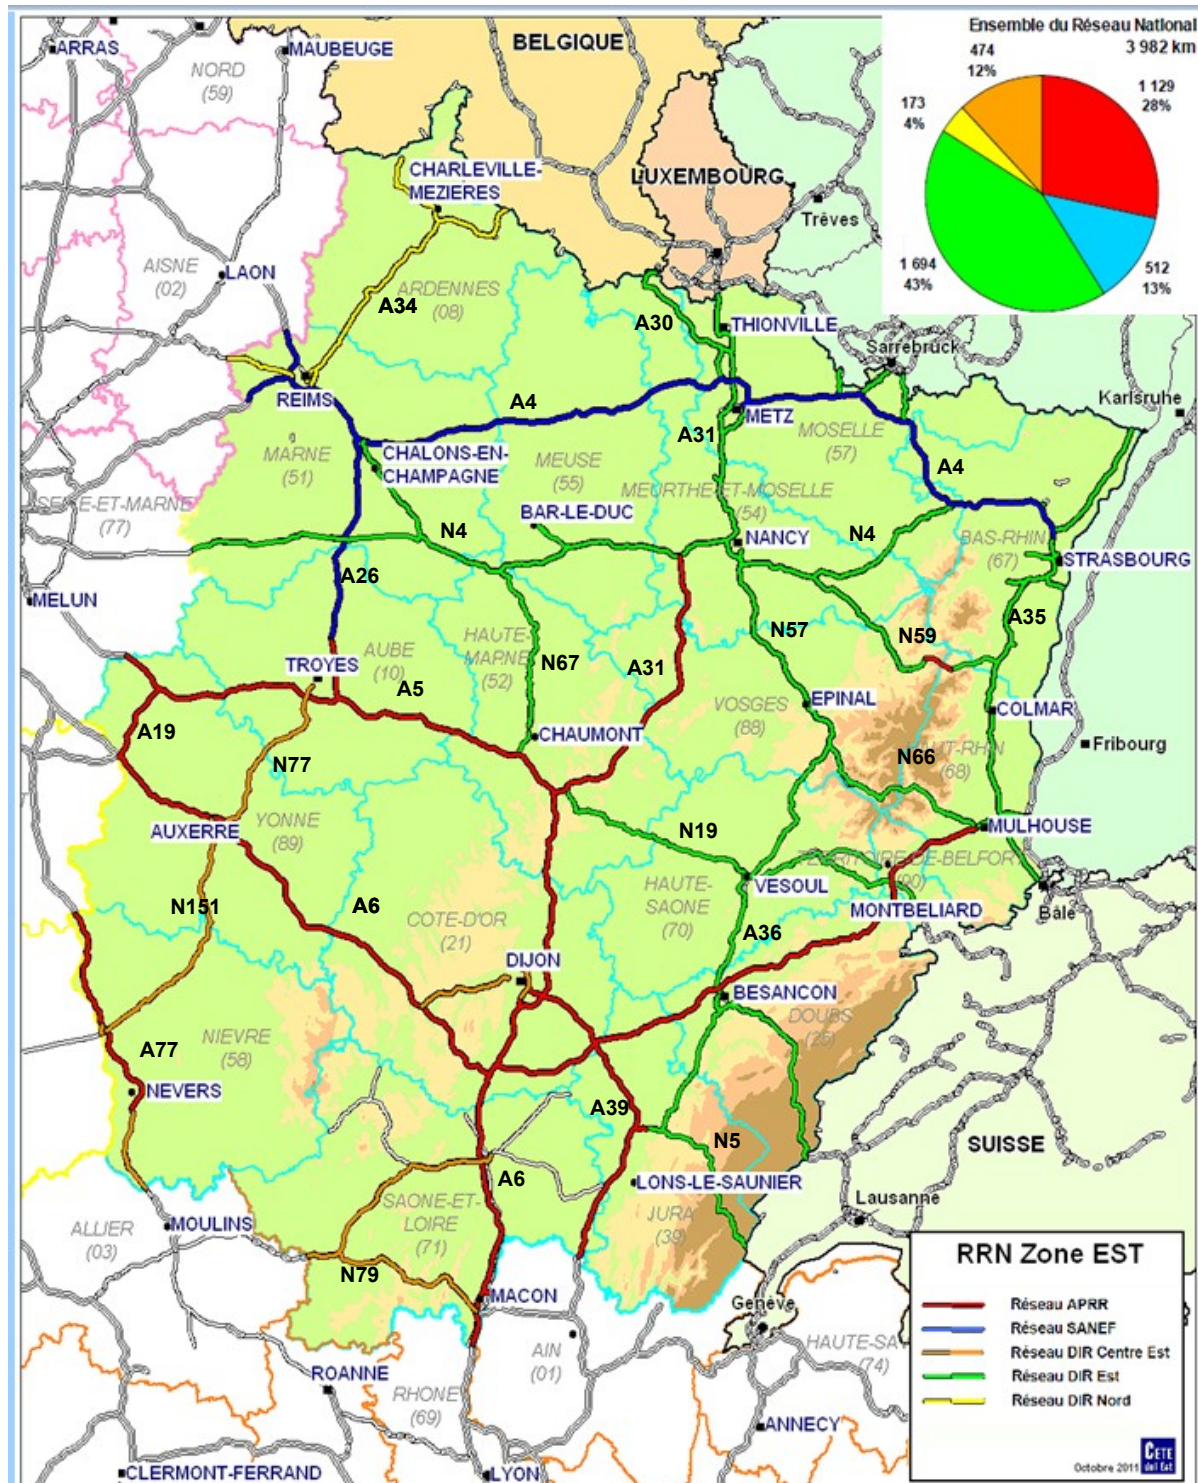 Ensemble du Réseau National
3 982 km
474
12%
1 129
28%
173
4%
1 694
43%
512
13%
ARRAS
MAUBEUGE
BELGIQUE
NORD
(59)
CHARLEVILLE-
MEZIERES
LUXEMBOURG
Trêves
AISNE
(02)
LAON
ARDENNES
(08)
A34
A30
THIONVILLE
Sarrebruck
Karlsruhe
REIMS
A4
METZ
A31
MOSELLE
(57)
MARNE
(51)
CHALONS-EN-
CHAMPAGNE
MEUSE
(55)
A4
MEURTHE-ET-MOSELLE
(54)
(77)
BAR-LE-DUC
N4
NANCY
N4
BAS-RHIN
(67)
STRASBOURG
A26
MELUN
A35
AUBE
(10)
HAUTE-
MARNE
(52)
N67
N57
N59
TROYES
A5
A31
VOSGES
(88)
EPINAL
COLMAR
A19
CHAUMONT
Fribourg
N77
N66
(68)
AUXERRE
YONNE
(89)
N19
MULHOUSE
TERRITOIRE-DE-BELFORT
(90)
HAUTE-
SAONE
(70)
VESOUL
Bâle
N151
A6
COTE-D'OR
(21)
A36
MONTBELIARD
DIJON
BESANCON
DOUBS
(25)
NIEVRE
(58)
A77
NEVERS
A39
N5
SUISSE
A6
LONS-LE-SAUNIER
SAONE-ET-
LOIRE
(71)
JURA
(39)
Lausanne
ALLIER
(03)
MOULINS
N79
MACON
Genève
AIN
(01)
HAUTE-SA
(74)
ROANNE
RHONE
(69)
ANNECY
CLERMONT-FERRAND
LYON
RRN Zone EST
Réseau APRR
Réseau SANEF
Réseau DIR Centre Est
Réseau DIR Est
Réseau DIR Nord
Octobre 2011
CETE
de l'Est